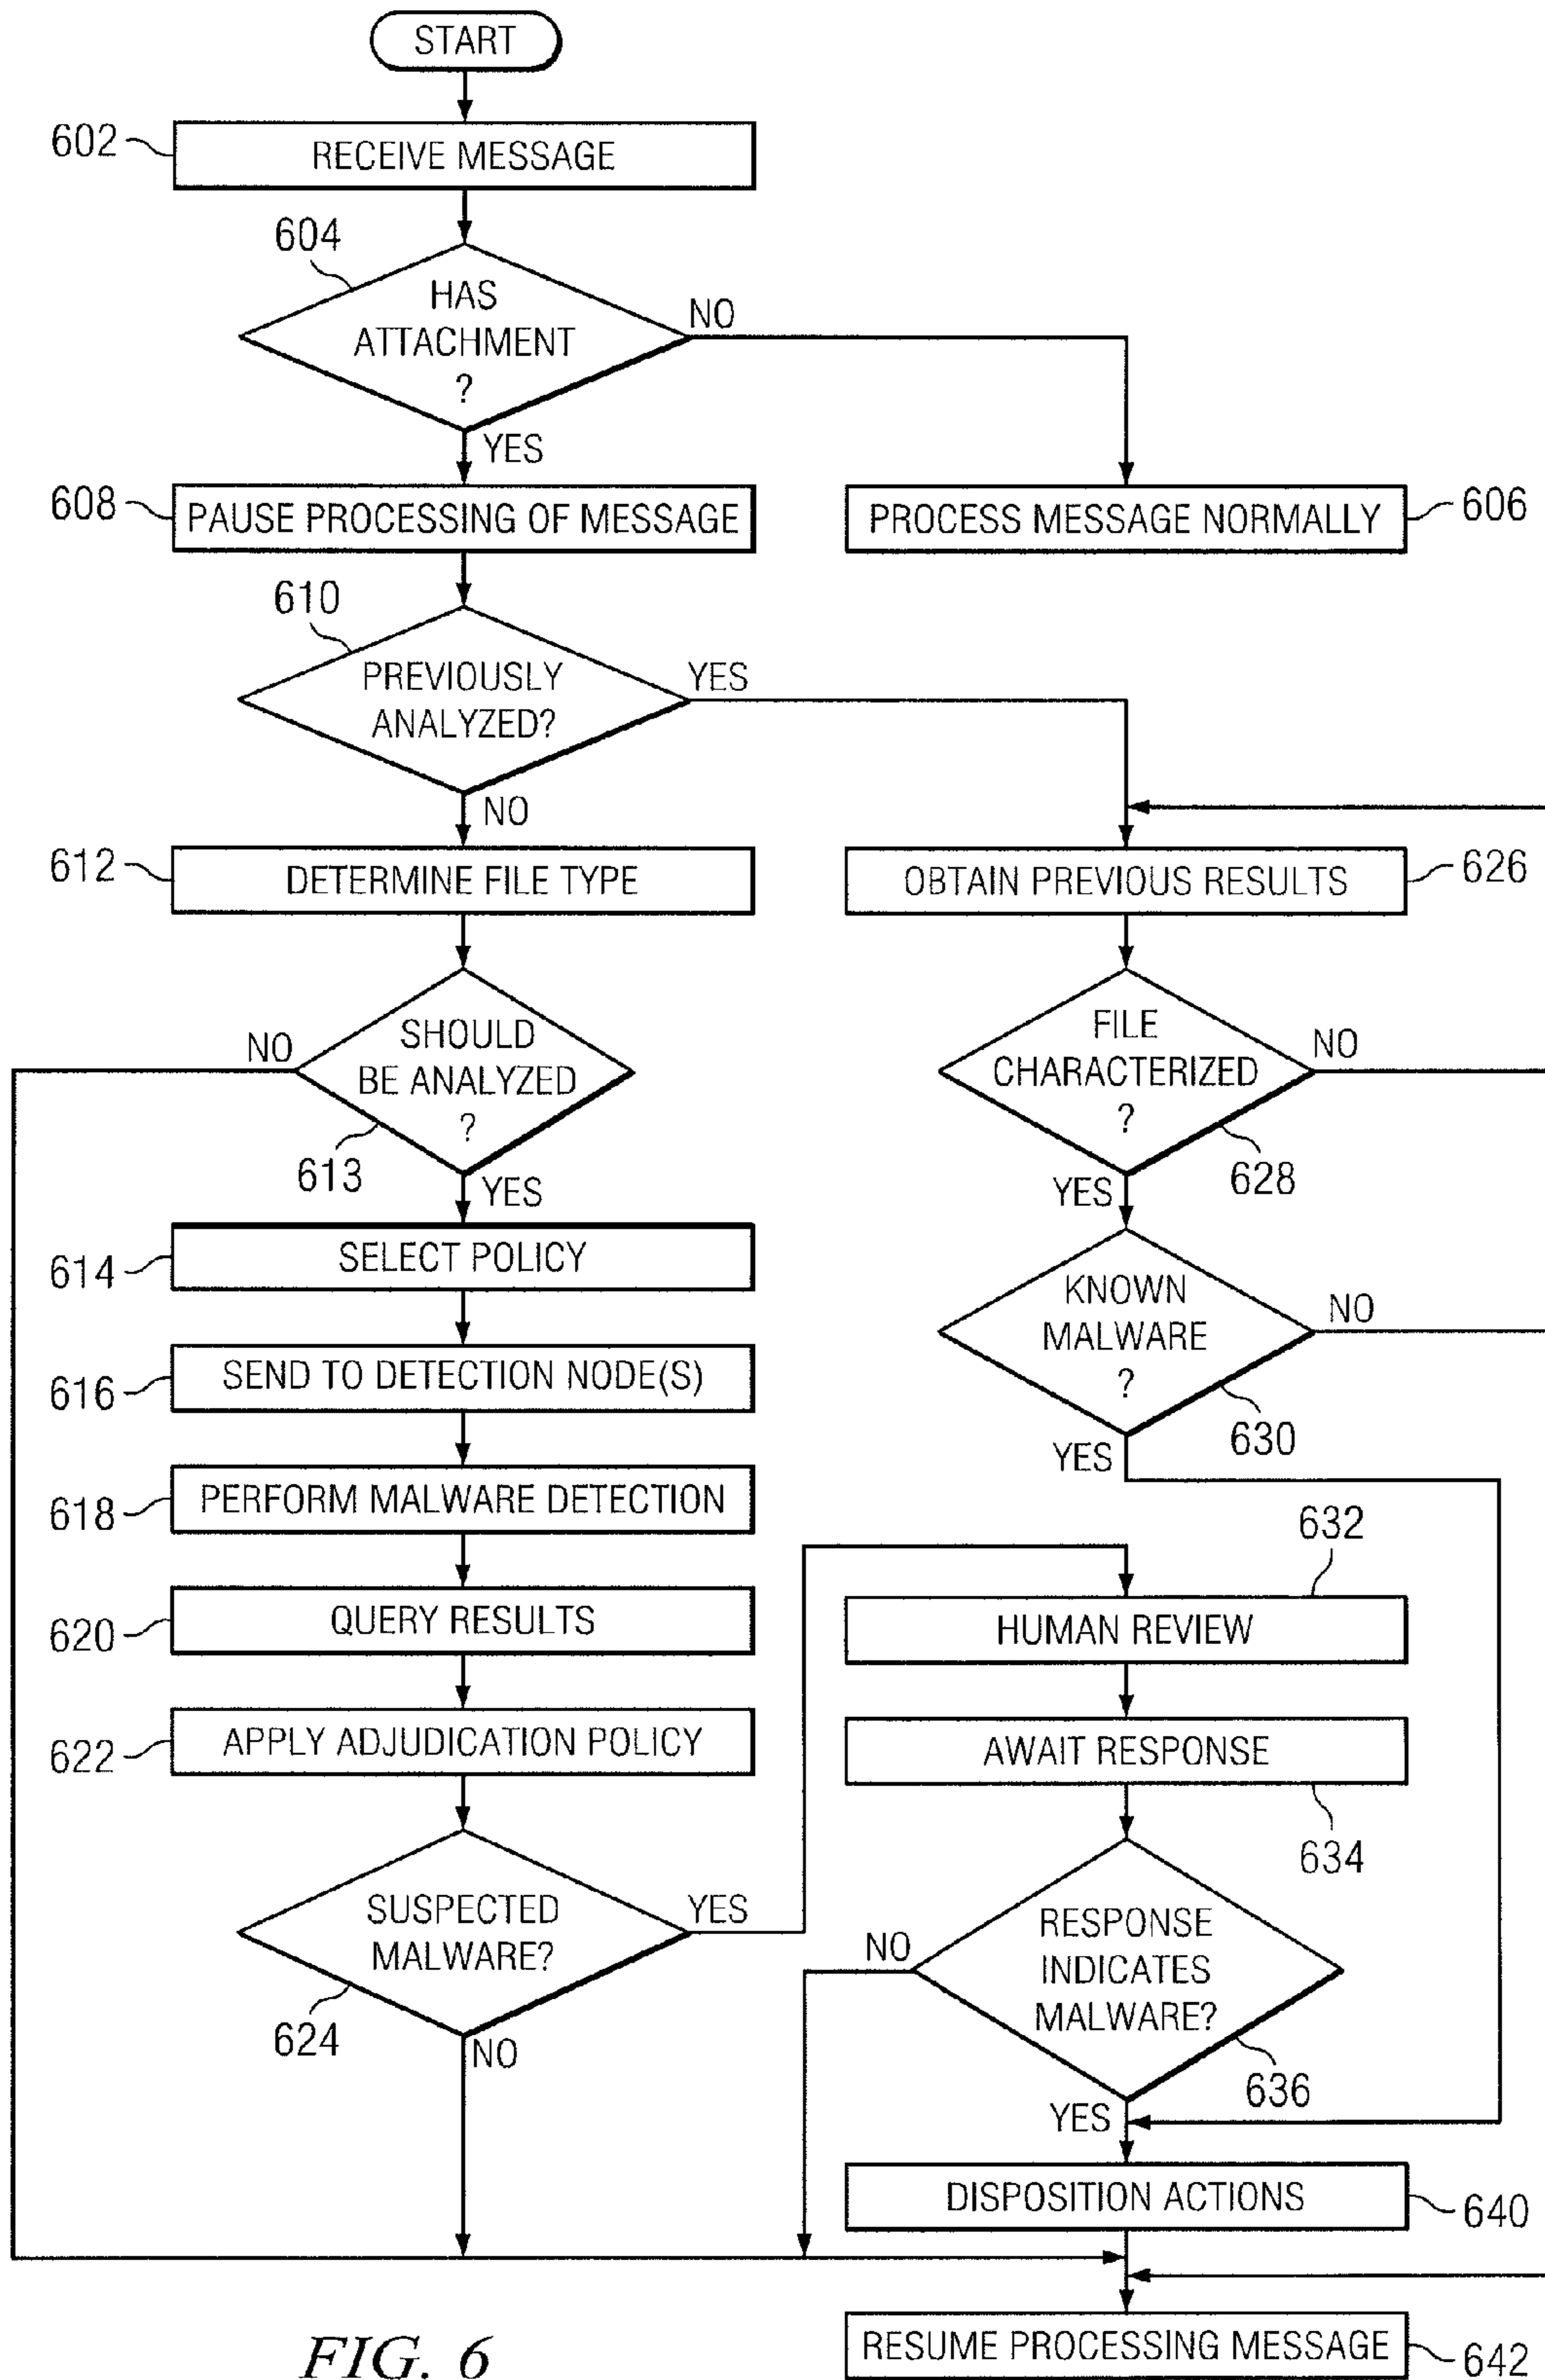 START
602
RECEIVE MESSAGE
604
HAS
ATTACHMENT
?
NO
YES
608
PAUSE PROCESSING OF MESSAGE
PROCESS MESSAGE NORMALLY
606
610
PREVIOUSLY
ANALYZED?
YES
NO
612
DETERMINE FILE TYPE
OBTAIN PREVIOUS RESULTS
626
NO
SHOULD
BE ANALYZED
?
613
YES
FILE
CHARACTERIZED
?
NO
628
YES
614
SELECT POLICY
KNOWN
MALWARE
?
NO
630
YES
616
SEND TO DETECTION NODE(S)
618
PERFORM MALWARE DETECTION
620
QUERY RESULTS
622
APPLY ADJUDICATION POLICY
SUSPECTED
MALWARE?
YES
624
NO
632
HUMAN REVIEW
AWAIT RESPONSE
634
RESPONSE
INDICATES
MALWARE?
NO
636
YES
DISPOSITION ACTIONS
640
RESUME PROCESSING MESSAGE
642
FIG. 6